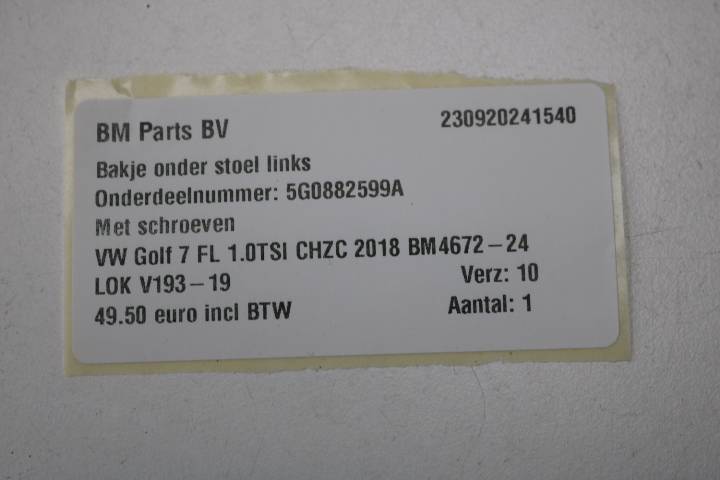 BM Parts BV 230920241540
Bakje onder stoel links
Onderdeelnummer: 5G0882599A
Met schroeven
VW Golf 7 FL 1.0TSI CHZC 2018 BM4672-24
LOK V193-19 Verz: 10
49.50 euro incl BTW Aantal: 1